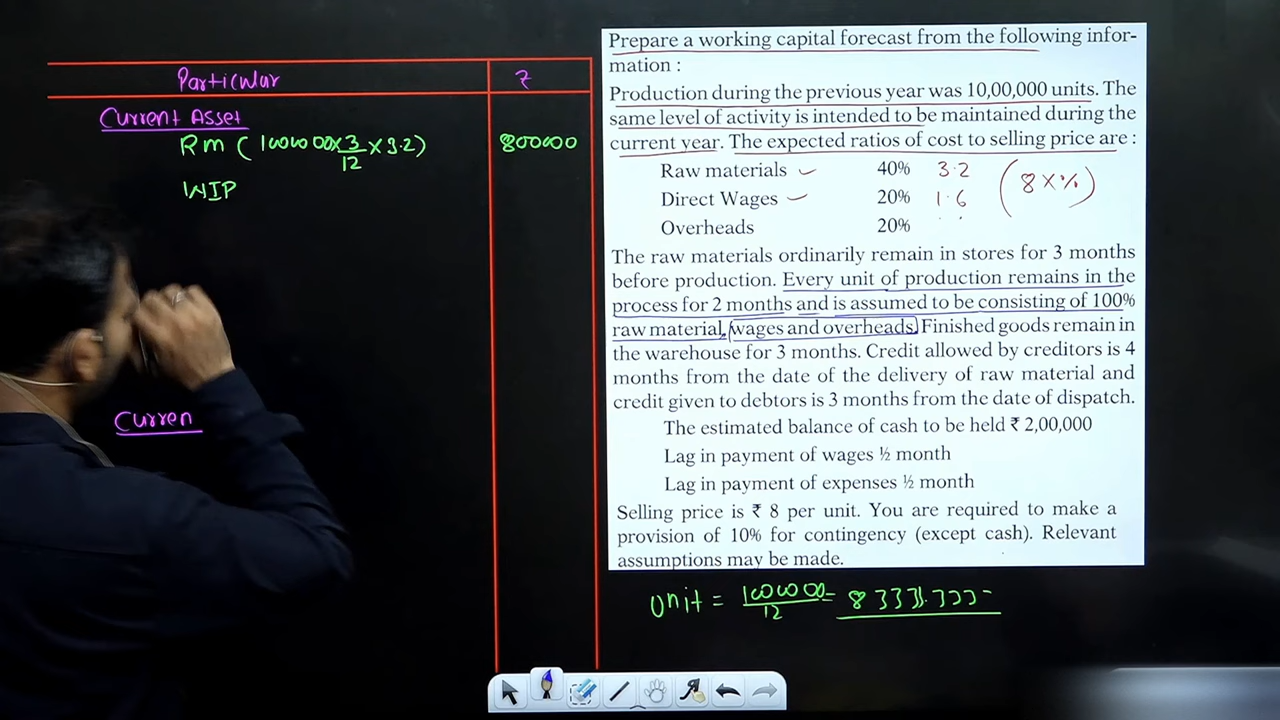 Particular ₹
Current Asset
Rm ( 1000000 × 3/12 × 3.2) 800000
WIP
Curren
Prepare a working capital forecast from the following infor-
mation :
Production during the previous year was 10,00,000 units. The
same level of activity is intended to be maintained during the
current year. The expected ratios of cost to selling price are :
Raw materials 40% 3.2 (8×%)
Direct Wages 20% 1.6
Overheads 20%
The raw materials ordinarily remain in stores for 3 months
before production. Every unit of production remains in the
process for 2 months and is assumed to be consisting of 100%
raw material, wages and overheads. Finished goods remain in
the warehouse for 3 months. Credit allowed by creditors is 4
months from the date of the delivery of raw material and
credit given to debtors is 3 months from the date of dispatch.
The estimated balance of cash to be held ₹ 2,00,000
Lag in payment of wages ½ month
Lag in payment of expenses ½ month
Selling price is ₹ 8 per unit. You are required to make a
provision of 10% for contingency (except cash). Relevant
assumptions may be made.
Unit = 1000000/12 = 83333.333